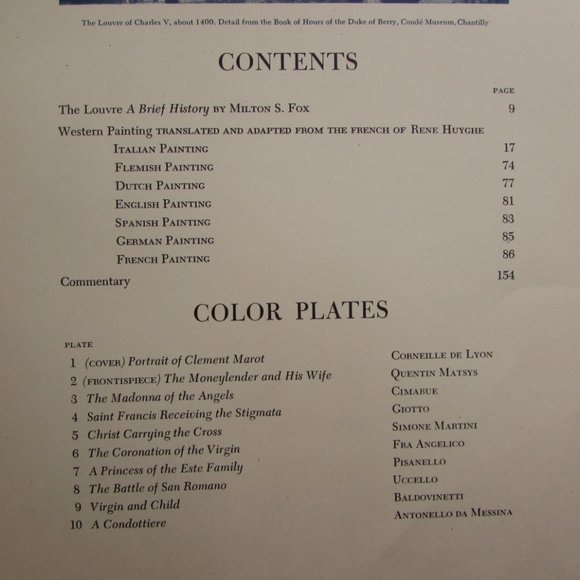 The Louvre of Charles V, about 1400. Detail from the Book of Hours of the Duke of Berry, Condé Museum, Chantilly
CONTENTS
PAGE
The Louvre A Brief History BY MILTON S. FOX 9
Western Painting TRANSLATED AND ADAPTED FROM THE FRENCH OF RENE HUYGHE
ITALIAN PAINTING 17
FLEMISH PAINTING 74
DUTCH PAINTING 77
ENGLISH PAINTING 81
SPANISH PAINTING 83
GERMAN PAINTING 85
FRENCH PAINTING 86
Commentary 154
COLOR PLATES
PLATE
1 (COVER) Portrait of Clement Marot CORNEILLE DE LYON
2 (FRONTISPIECE) The Moneylender and His Wife QUENTIN MATSYS
3 The Madonna of the Angels CIMABUE
4 Saint Francis Receiving the Stigmata GIOTTO
5 Christ Carrying the Cross SIMONE MARTINI
6 The Coronation of the Virgin FRA ANGELICO
7 A Princess of the Este Family PISANELLO
8 The Battle of San Romano UCCELLO
9 Virgin and Child BALDOVINETTI
10 A Condottiere ANTONELLO DA MESSINA